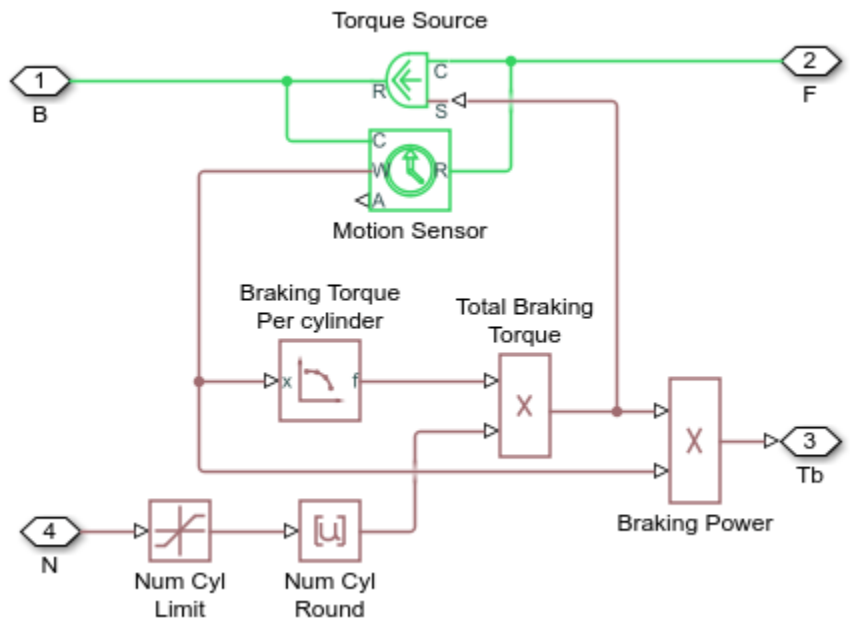 Torque Source
1
B
R
C
S
2
F
C
W
A
R
Motion Sensor
Braking Torque
Per cylinder
x
f
Total Braking
Torque
X
X
Braking Power
3
Tb
4
N
[u]
Num Cyl
Limit
Num Cyl
Round